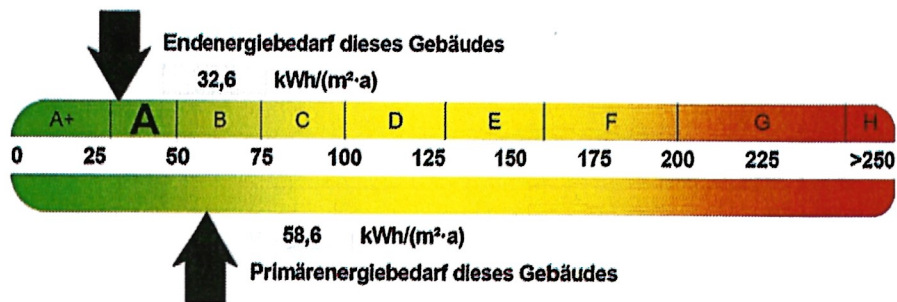 Endenergiebedarf dieses Gebäudes
32,6 kWh/(m²·a)
A+ A B C D E F G H
0 25 50 75 100 125 150 175 200 225 >250
58,6 kWh/(m²·a)
Primärenergiebedarf dieses Gebäudes